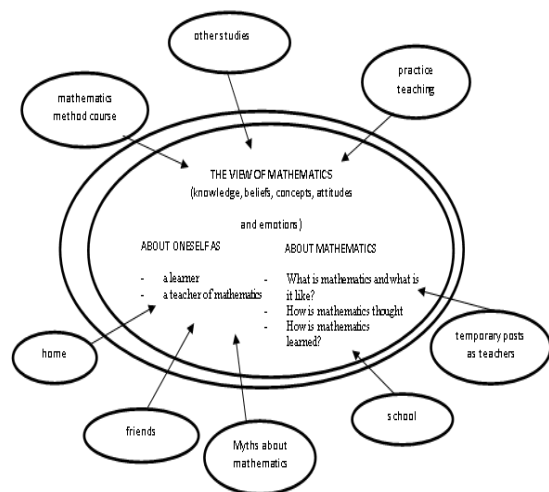 other studies
practice
teaching
mathematics
method course
THE VIEW OF MATHEMATICS
(knowledge, beliefs, concepts, attitudes
and emotions)
ABOUT ONESELF AS
- a learner
- a teacher of mathematics
ABOUT MATHEMATICS
- What is mathematics and what is
it like?
- How is mathematics thought
- How is mathematics
learned?
home
temporary posts
as teachers
friends
Myths about
mathematics
school